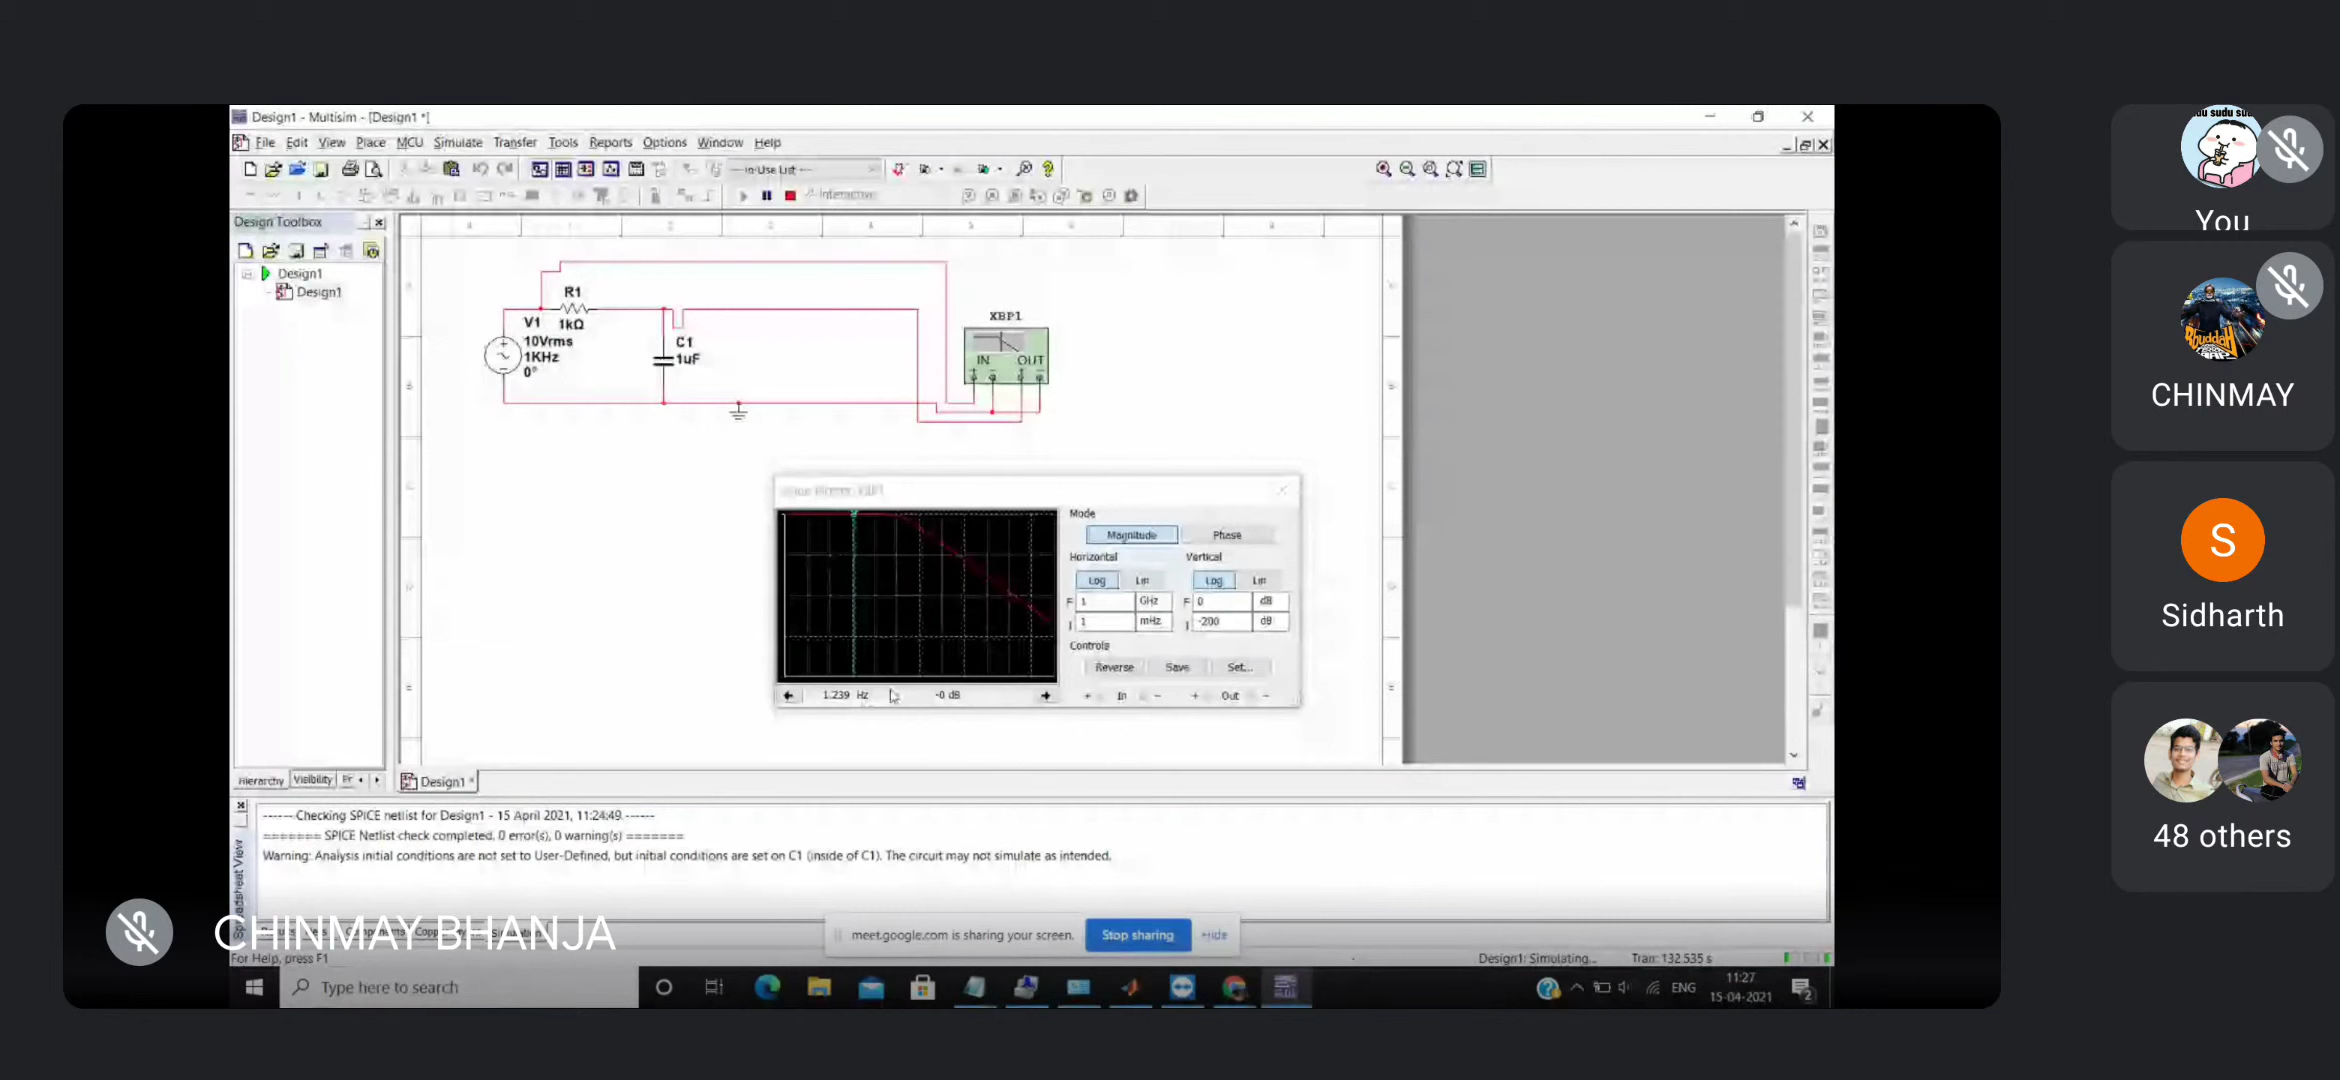 Design1 - Multisim - [Design1 *]
File Edit View Place MCU Simulate Transfer Tools Reports Options Window Help
--- In-Use List ---
Interactive
Design Toolbox
Design1
Design1
R1
1kΩ
V1
10Vrms
1KHz
0°
C1
1uF
XBP1
IN OUT
Mode
Magnitude Phase
Horizontal Vertical
Log Lin Log Lin
F 1 GHz F 0 dB
I 1 mHz I -200 dB
Controls
Reverse Save Set...
1.239 Hz -0 dB
+ In - + Out -
Hierarchy Visibility Pr
Design1 *
------ Checking SPICE netlist for Design1 - 15 April 2021, 11:24:49 ------
======= SPICE Netlist check completed, 0 error(s), 0 warning(s) =======
Warning: Analysis initial conditions are not set to User-Defined, but initial conditions are set on C1 (inside of C1). The circuit may not simulate as intended.
Spreadsheet View
CHINMAY BHANJA
meet.google.com is sharing your screen. Stop sharing Hide
For Help, press F1
Design1: Simulating... Tran: 132.535 s
Type here to search
ENG
11:27
15-04-2021
2
You
CHINMAY
S
Sidharth
48 others